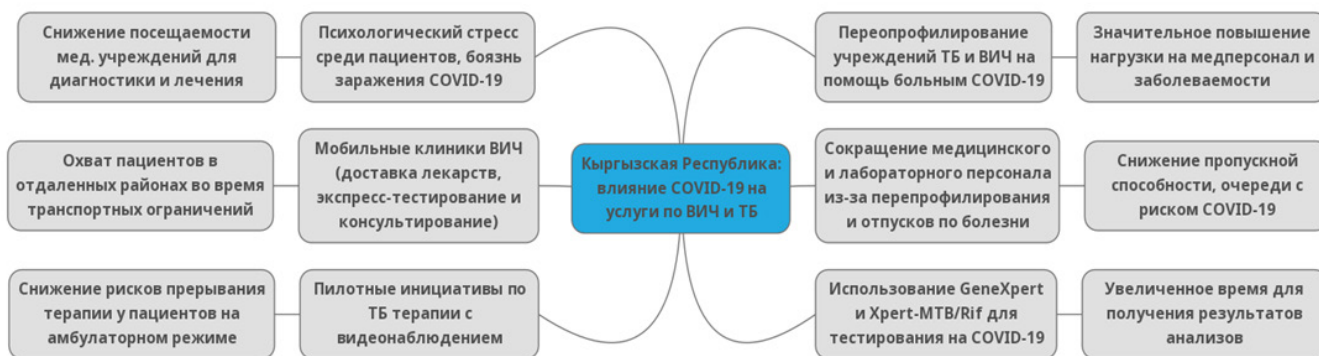 Снижение посещаемости
мед. учреждений для
диагностики и лечения
Психологический стресс
среди пациентов, боязнь
заражения COVID-19
Переопрофилирование
учреждений ТБ и ВИЧ на
помощь больным COVID-19
Значительное повышение
нагрузки на медперсонал и
заболеваемости
Охват пациентов в
отдаленных районах во время
транспортных ограничений
Мобильные клиники ВИЧ
(доставка лекарств,
экспресс-тестирование и
консультирование)
Кыргызская Республика:
влияние COVID-19 на
услуги по ВИЧ и ТБ
Сокращение медицинского
и лабораторного персонала
из-за перепрофилирования
и отпусков по болезни
Снижение пропускной
способности, очереди с
риском COVID-19
Снижение рисков прерывания
терапии у пациентов на
амбулаторном режиме
Пилотные инициативы по
ТБ терапии с
видеонаблюдением
Использование GeneXpert
и Xpert-MTB/Rif для
тестирования на COVID-19
Увеличенное время для
получения результатов
анализов